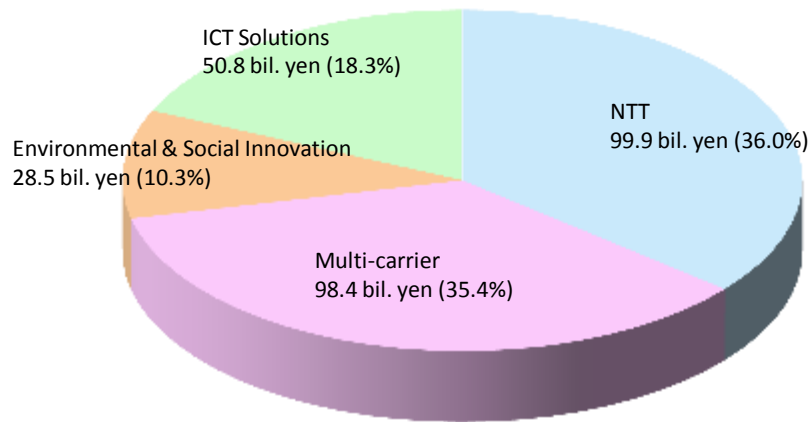 ICT Solutions
50.8 bil. yen (18.3%)
NTT
99.9 bil. yen (36.0%)
Environmental & Social Innovation
28.5 bil. yen (10.3%)
Multi-carrier
98.4 bil. yen (35.4%)